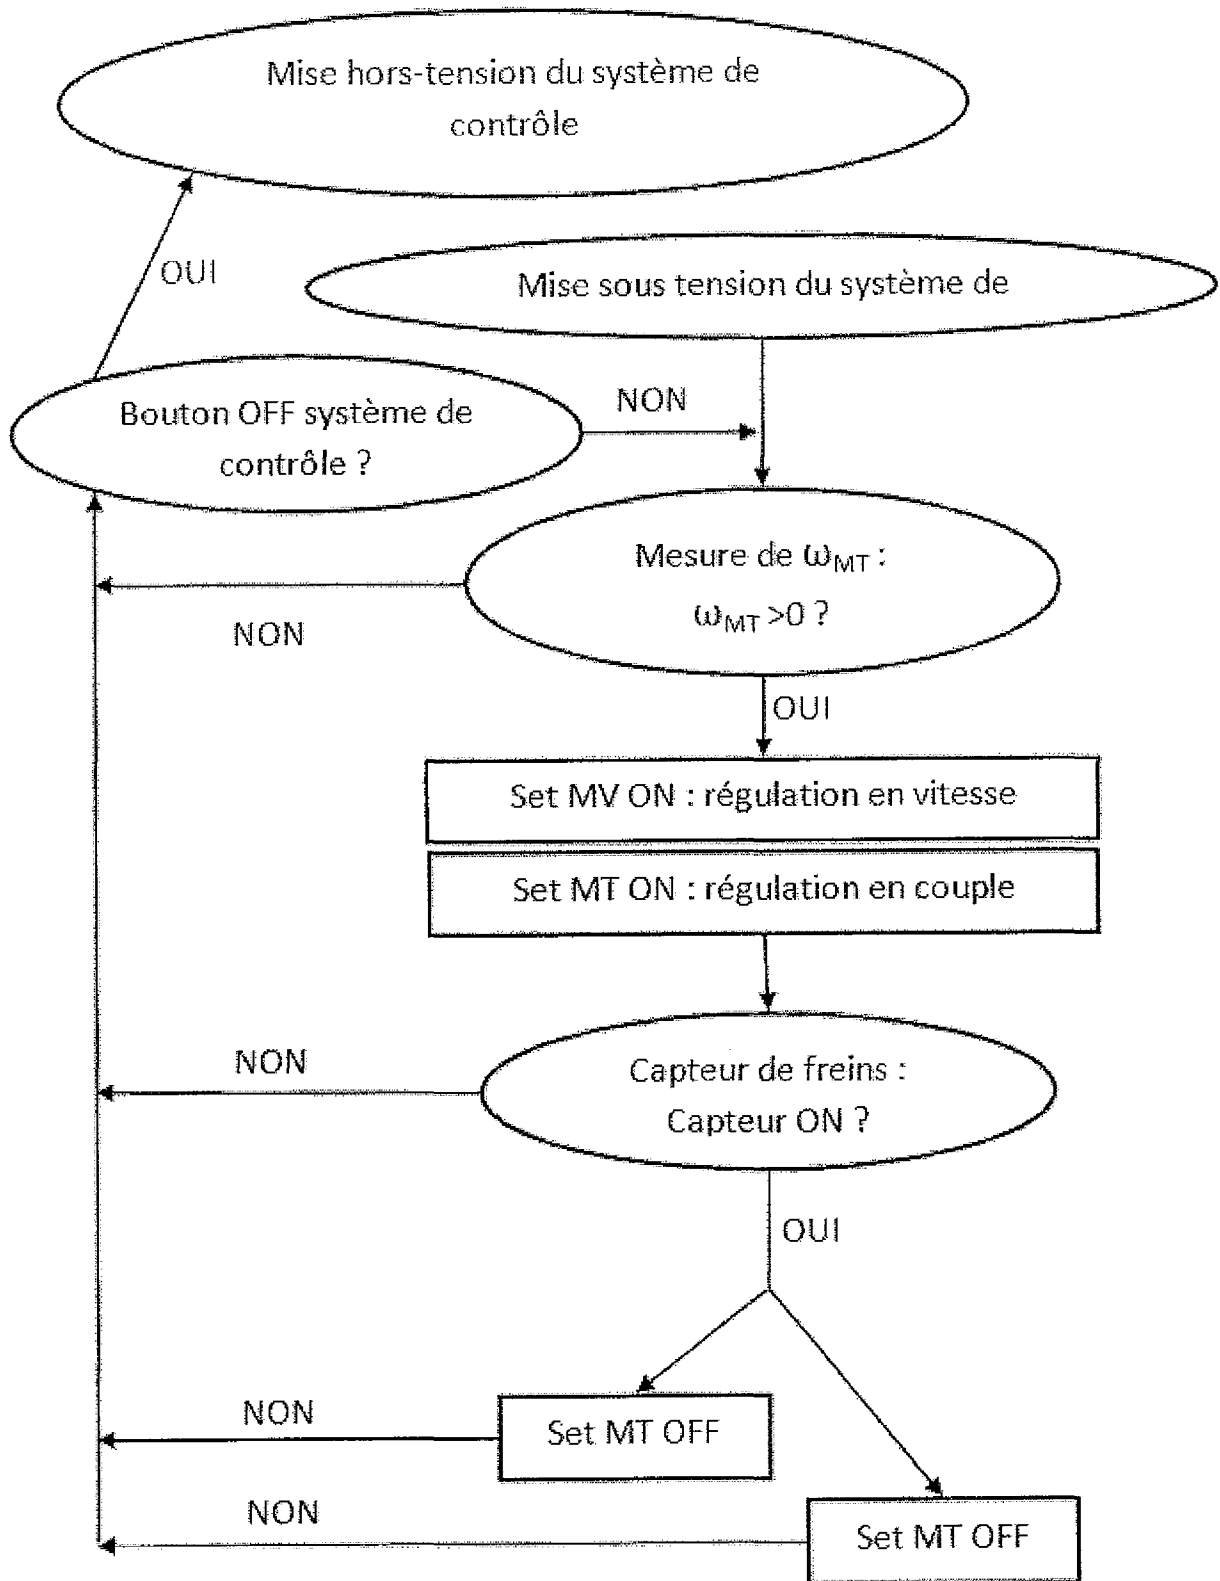 Mise hors-tension du système de
contrôle
OUI
Mise sous tension du système de
Bouton OFF système de
contrôle ?
NON
Mesure de ωMT :
ωMT >0 ?
NON
OUI
Set MV ON : régulation en vitesse
Set MT ON : régulation en couple
NON
Capteur de freins :
Capteur ON ?
OUI
NON
Set MT OFF
NON
Set MT OFF